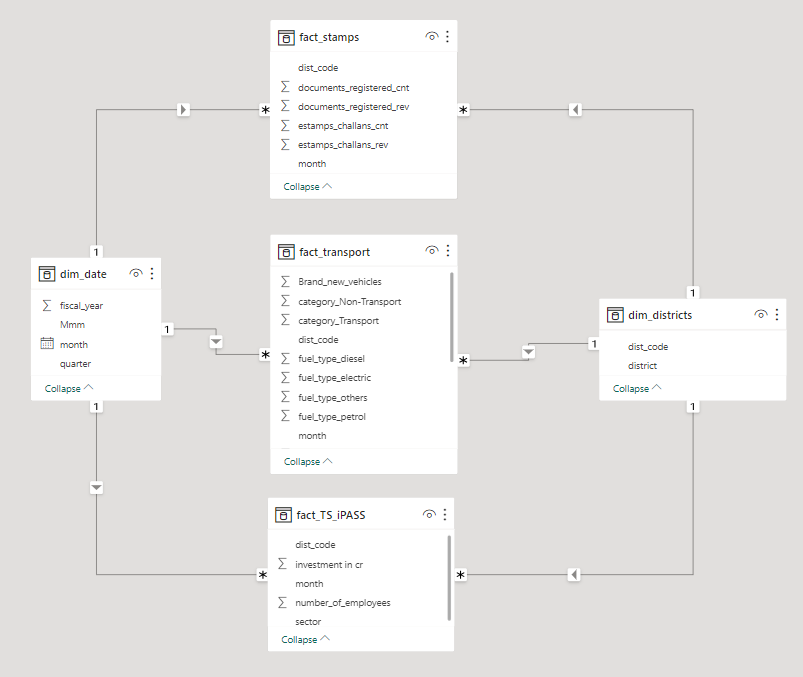 fact_stamps
dist_code
documents_registered_cnt
documents_registered_rev
estamps_challans_cnt
estamps_challans_rev
month
Collapse
*
*
1
1
dim_date
fiscal_year
Mmm
month
quarter
Collapse
1
1
fact_transport
Brand_new_vehicles
category_Non-Transport
category_Transport
dist_code
fuel_type_diesel
fuel_type_electric
fuel_type_others
fuel_type_petrol
month
Collapse
*
*
dim_districts
dist_code
district
Collapse
1
1
fact_TS_iPASS
dist_code
investment in cr
month
number_of_employees
sector
Collapse
*
*